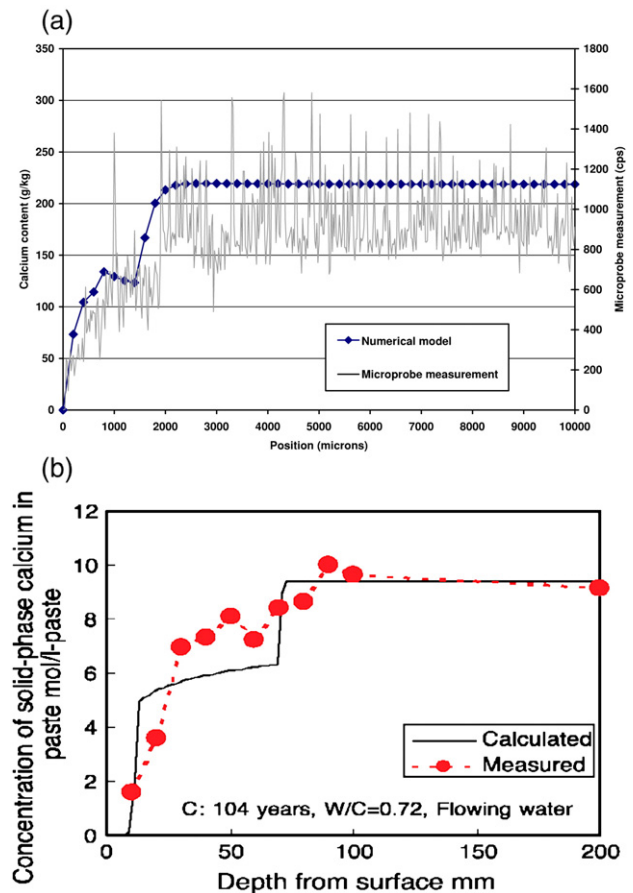 (a)
350
300
250
200
150
100
50
0
Calcium content (g/kg)
1800
1600
1400
1200
1000
800
600
400
200
0
Microprobe measurement (cps)
Numerical model
Microprobe measurement
0 1000 2000 3000 4000 5000 6000 7000 8000 9000 10000
Position (microns)
(b)
Concentration of solid-phase calcium in
paste mol/l-paste
12
10
8
6
4
2
0
Calculated
Measured
C: 104 years, W/C=0.72, Flowing water
0 50 100 150 200
Depth from surface mm